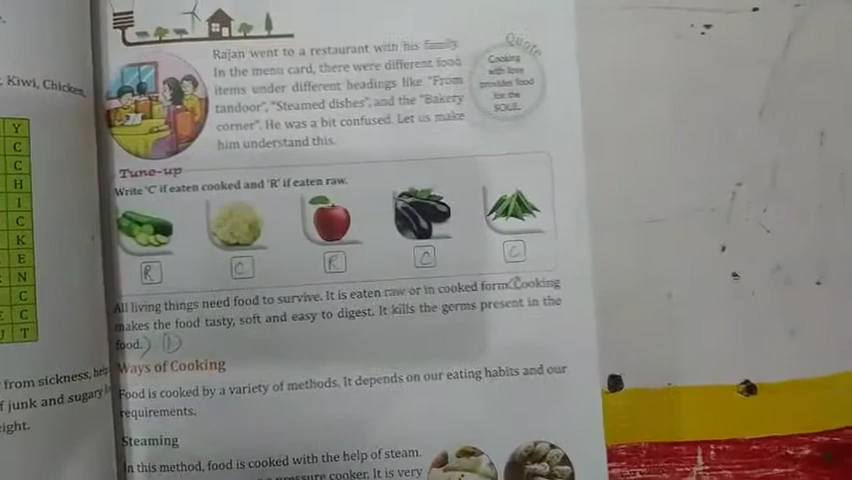 Kiwi, Chicken,
Y
C
C
H
I
C
K
E
N
C
C
T
from sickness, help
f junk and sugary
ight.
Rajan went to a restaurant with his family.
In the menu card, there were different food
items under different headings like "From
tandoor", "Steamed dishes", and the "Bakery
corner". He was a bit confused. Let us make
him understand this.
Quote
Cooking
with love
provides food
for the
SOUL.
Tune-up
Write 'C' if eaten cooked and 'R' if eaten raw.
R C R C C
All living things need food to survive. It is eaten raw or in cooked form. Cooking
makes the food tasty, soft and easy to digest. It kills the germs present in the
food.
Ways of Cooking
Food is cooked by a variety of methods. It depends on our eating habits and our
requirements.
Steaming
In this method, food is cooked with the help of steam.
pressure cooker. It is very